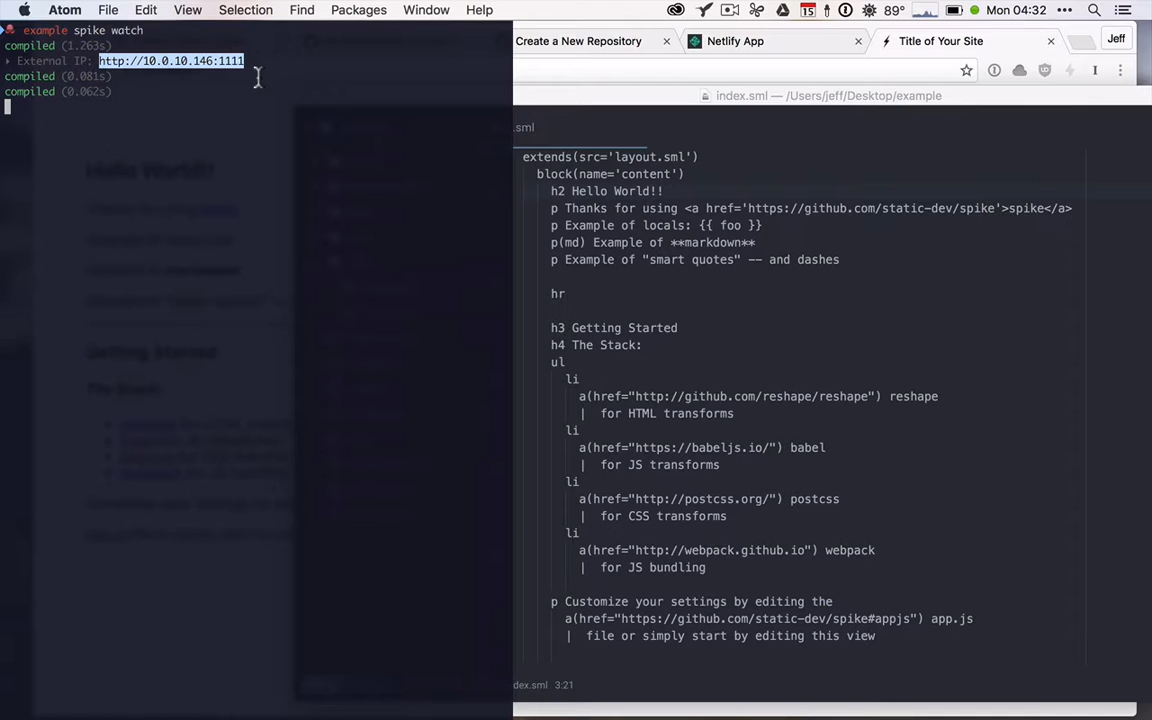 Atom File Edit View Selection Find Packages Window Help 15 89° Mon 04:32
example spike watch
compiled (1.263s)
▸ External IP: http://10.0.10.146:1111
compiled (0.081s)
compiled (0.062s)
Create a New Repository × Netlify App × Title of Your Site × Jeff
index.sml — /Users/jeff/Desktop/example
.sml
extends(src='layout.sml')
block(name='content')
h2 Hello World!!
p Thanks for using <a href='https://github.com/static-dev/spike'>spike</a>
p Example of locals: {{ foo }}
p(md) Example of **markdown**
p Example of "smart quotes" -- and dashes
hr
h3 Getting Started
h4 The Stack:
ul
li
a(href="http://github.com/reshape/reshape") reshape
| for HTML transforms
li
a(href="https://babeljs.io/") babel
| for JS transforms
li
a(href="http://postcss.org/") postcss
| for CSS transforms
li
a(href="http://webpack.github.io") webpack
| for JS bundling
p Customize your settings by editing the
a(href="https://github.com/static-dev/spike#appjs") app.js
| file or simply start by editing this view
dex.sml 3:21
Hello World!!
Getting Started
The Stack: